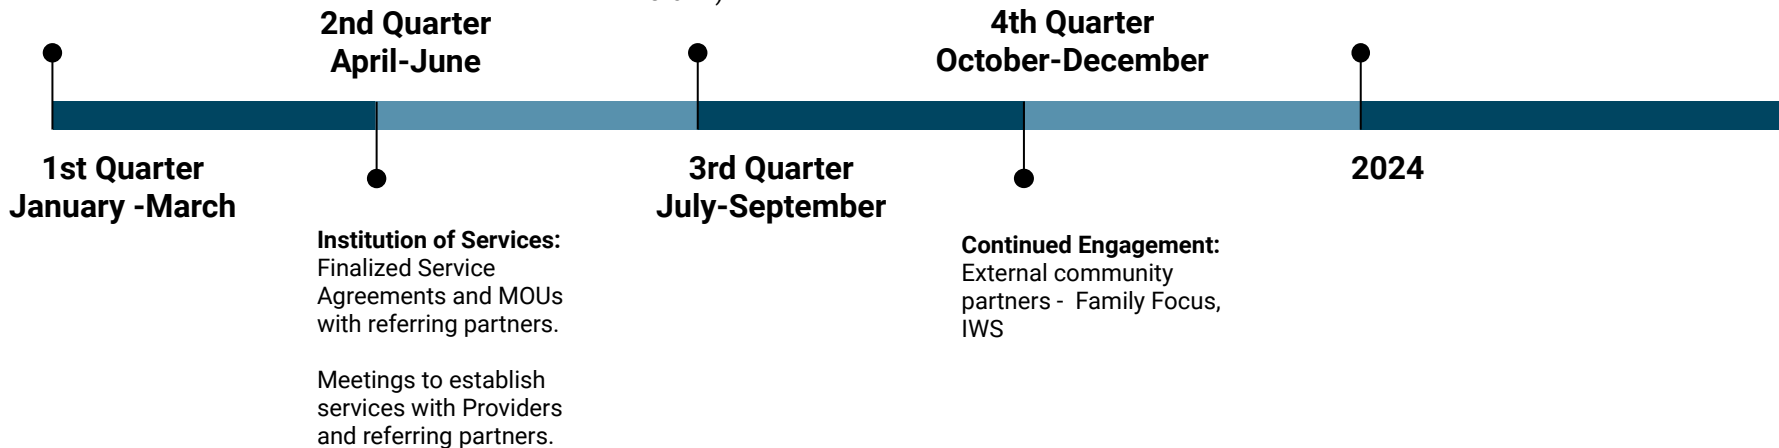 2nd Quarter
April-June
4th Quarter
October-December
1st Quarter
January -March
3rd Quarter
July-September
2024
Institution of Services:
Finalized Service
Agreements and MOUs
with referring partners.
Meetings to establish
services with Providers
and referring partners.
Continued Engagement:
External community
partners -  Family Focus,
IWS